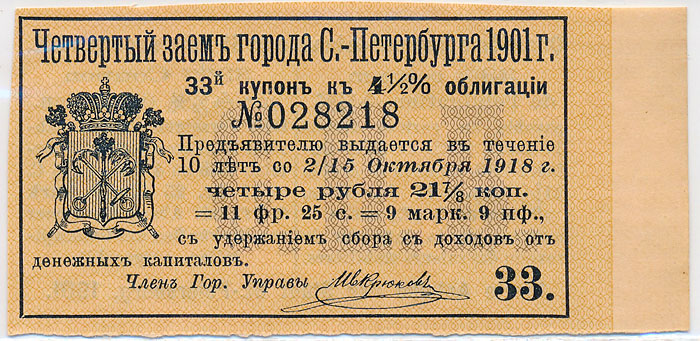 Четвертый заемъ города С.-Петербурга 1901 г.
33й купонъ къ 4½% облигаціи
№028218
Предъявителю выдается въ теченіе
10 лѣтъ со 2/15 Октября 1918 г.
четыре рубля 21⅞ коп.
= 11 фр. 25 с. = 9 марк. 9 пф.,
съ удержаніемъ сбора съ доходовъ отъ
денежныхъ капиталовъ.
Членъ Гор. Управы И Крюковъ
33.